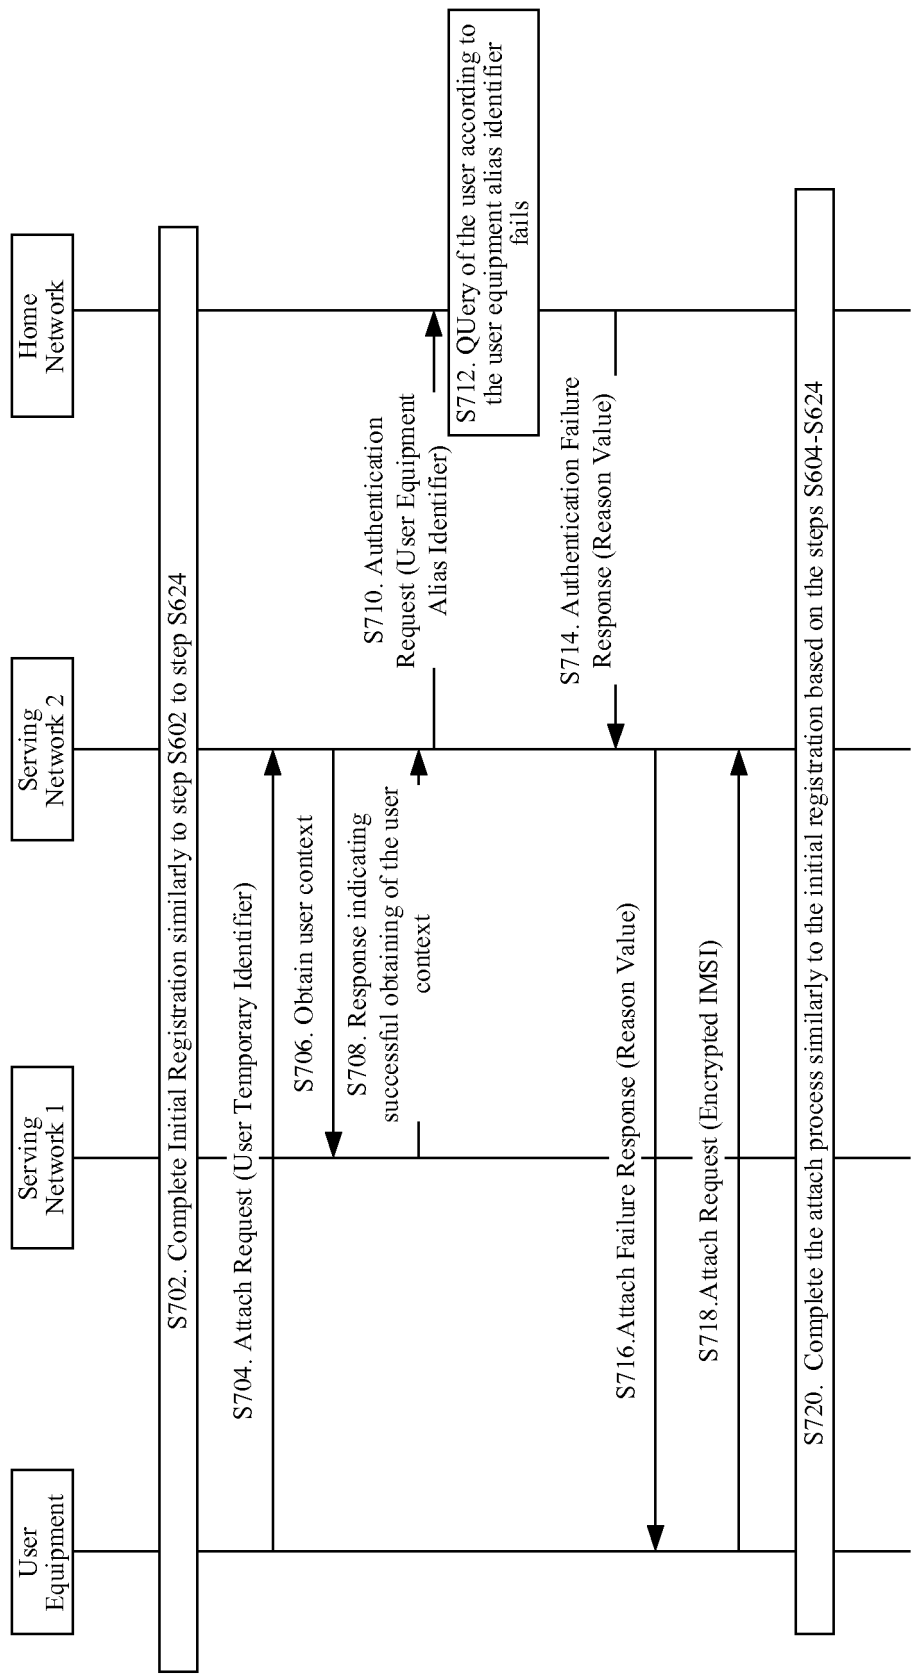 User
Equipment
Serving
Network 1
Serving
Network 2
Home
Network
S702. Complete Initial Registration similarly to step S602 to step S624
S704. Attach Request (User Temporary Identifier)
S706. Obtain user context
S708. Response indicating
successful obtaining of the user
context
S710. Authentication
Request (User Equipment
Alias Identifier)
S712. QUery of the user according to
the user equipment alias identifier
fails
S714. Authentication Failure
Response (Reason Value)
S716.Attach Failure Response (Reason Value)
S718.Attach Request (Encrypted IMSI)
S720. Complete the attach process similarly to the initial registration based on the steps S604-S624